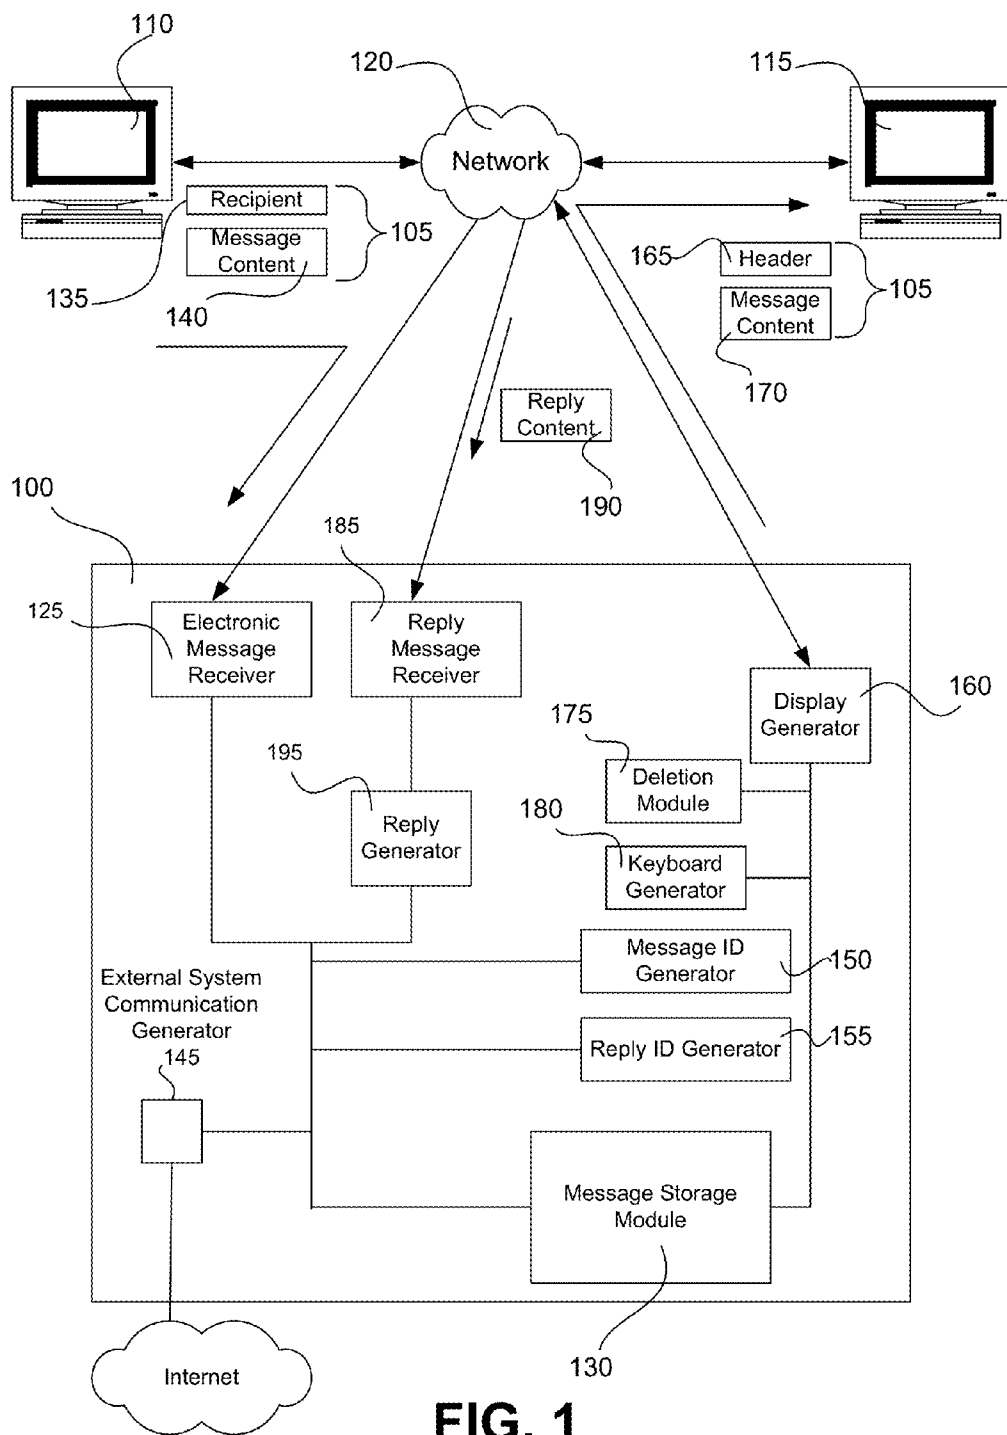 110
120
115
Network
Recipient
105
Message
Content
135
140
165
Header
105
Message
Content
170
Reply
Content
190
100
185
125
Electronic
Message
Receiver
Reply
Message
Receiver
160
Display
Generator
175
Deletion
Module
195
Reply
Generator
180
Keyboard
Generator
Message ID
Generator
150
External System
Communication
Generator
145
Reply ID Generator
155
Message Storage
Module
130
Internet
FIG. 1